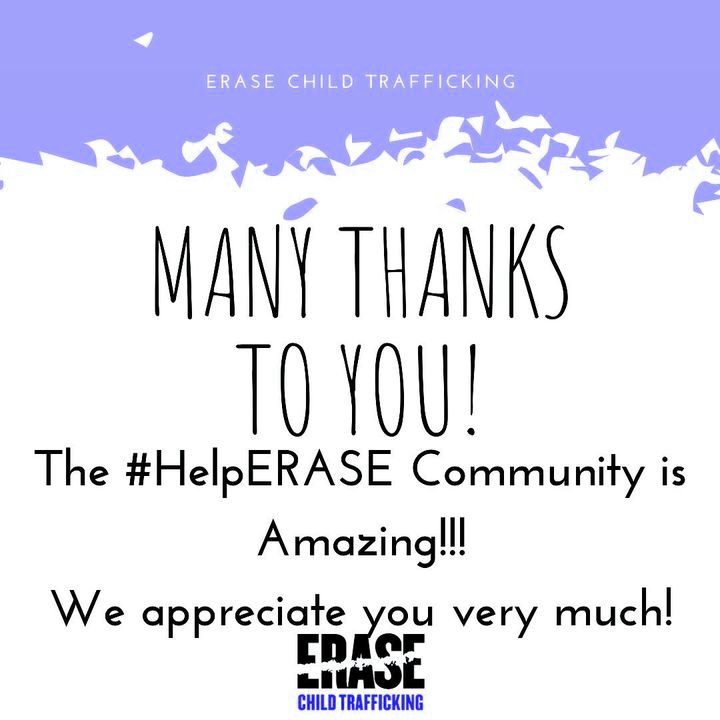 ERASE CHILD TRAFFICKING
MANY THANKS
TO YOU!
The #HelpERASE Community is
Amazing!!!
We appreciate you very much!
ERASE
CHILD TRAFFICKING